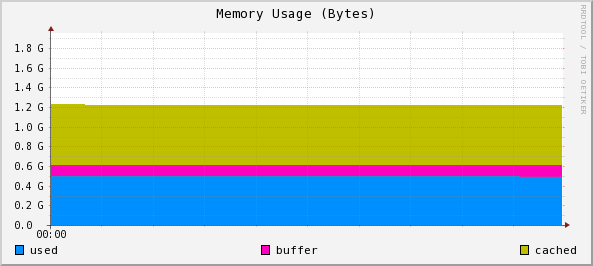 Memory Usage (Bytes)
RRDTOOL / TOBI OETIKER
1.8 G
1.6 G
1.4 G
1.2 G
1.0 G
0.8 G
0.6 G
0.4 G
0.2 G
0.0
00:00
used buffer cached